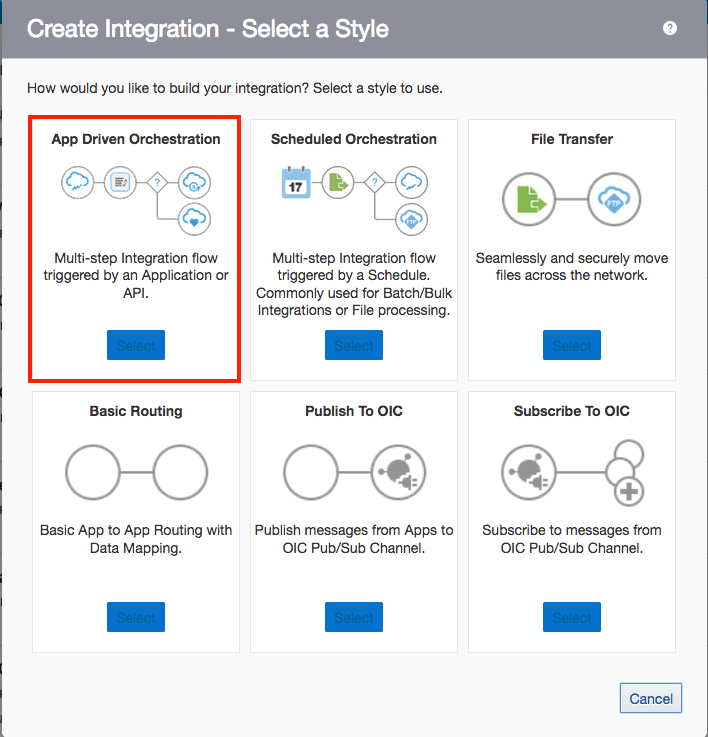 Create Integration - Select a Style
?
How would you like to build your integration? Select a style to use.
App Driven Orchestration
?
Multi-step Integration flow
triggered by an Application or
API.
Select
Scheduled Orchestration
17
?
FTP
Multi-step Integration flow
triggered by a Schedule.
Commonly used for Batch/Bulk
Integrations or File processing.
Select
File Transfer
FTP
Seamlessly and securely move
files across the network.
Select
Basic Routing
Basic App to App Routing with
Data Mapping.
Select
Publish To OIC
Publish messages from Apps to
OIC Pub/Sub Channel.
Select
Subscribe To OIC
Subscribe to messages from
OIC Pub/Sub Channel.
Select
Cancel